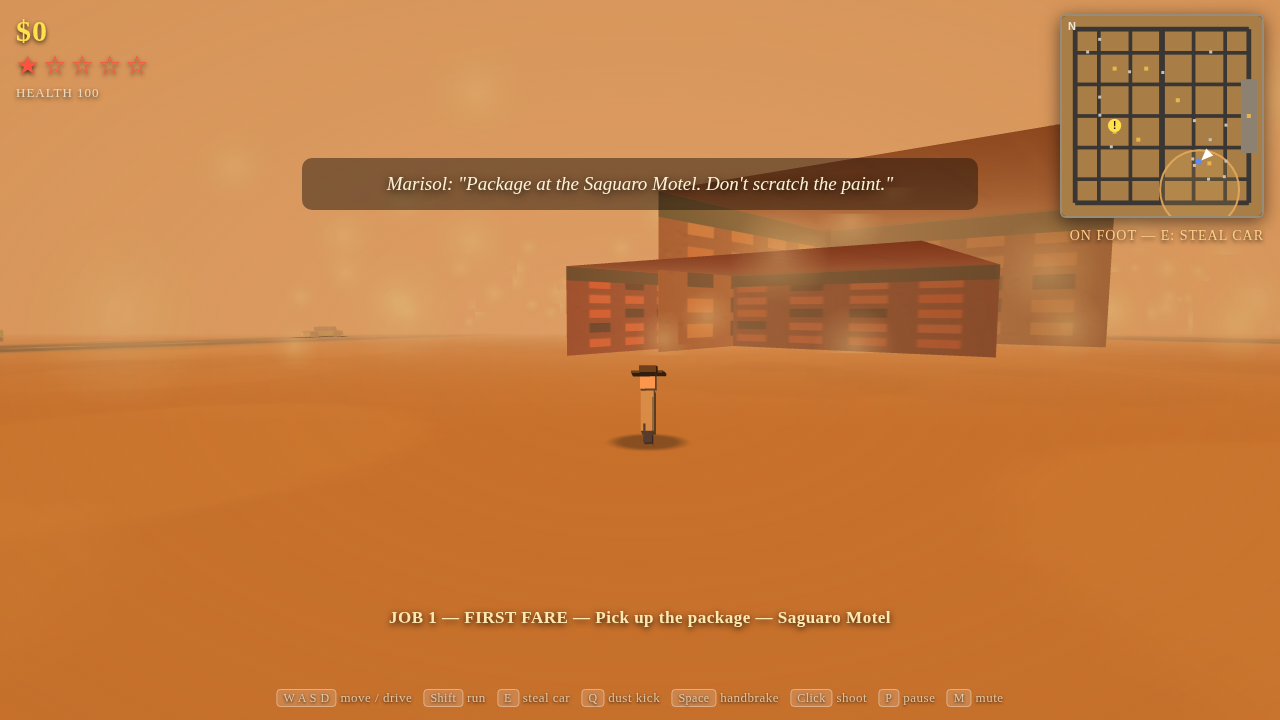 $0
★☆☆☆☆
HEALTH 100
N
!
ON FOOT — E: STEAL CAR
Marisol: "Package at the Saguaro Motel. Don't scratch the paint."
JOB 1 — FIRST FARE — Pick up the package — Saguaro Motel
W A S D move / drive Shift run E steal car Q dust kick Space handbrake Click shoot P pause M mute